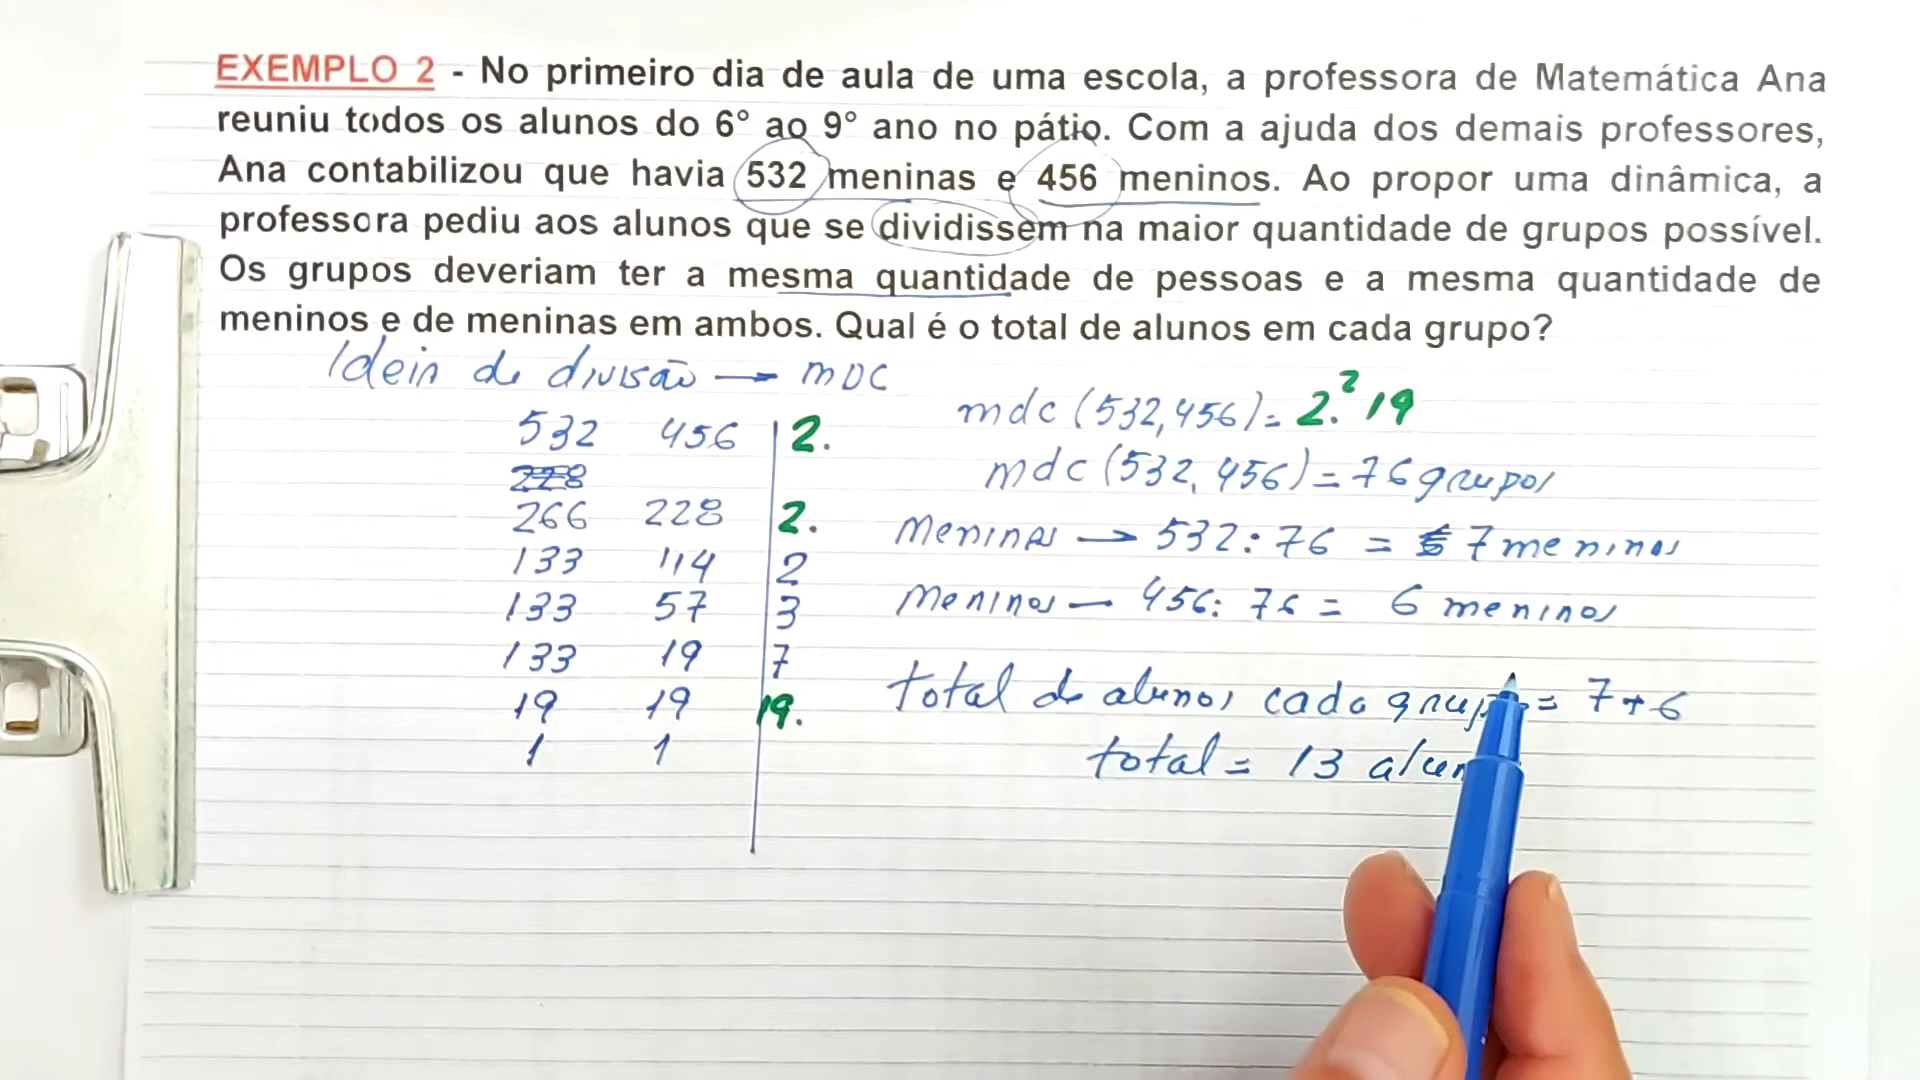 EXEMPLO 2 - No primeiro dia de aula de uma escola, a professora de Matemática Ana
reuniu todos os alunos do 6° ao 9° ano no pátio. Com a ajuda dos demais professores,
Ana contabilizou que havia 532 meninas e 456 meninos. Ao propor uma dinâmica, a
professora pediu aos alunos que se dividissem na maior quantidade de grupos possível.
Os grupos deveriam ter a mesma quantidade de pessoas e a mesma quantidade de
meninos e de meninas em ambos. Qual é o total de alunos em cada grupo?
Ideia de divisão → MDC
532 456 | 2.
266 228 | 2.
133 114 | 2
133 57 | 3
133 19 | 7
19 19 | 19.
1 1
mdc (532,456) = 2.² 19
mdc (532, 456) = 76 grupos
Meninas → 532 : 76 = 7 meninas
Meninos — 456 : 76 = 6 meninos
total de alunos cada grupo = 7 + 6
total = 13